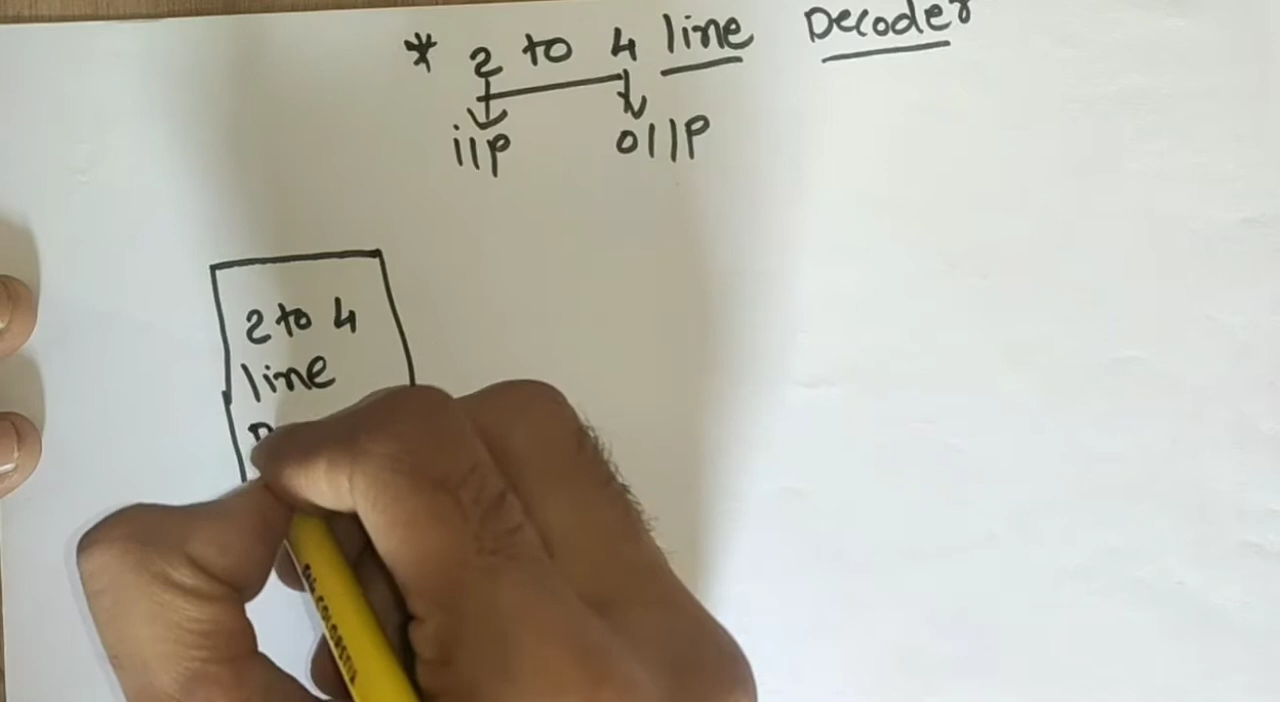 * 2 to 4 line Decoder
i/p o/p
2 to 4
line
D